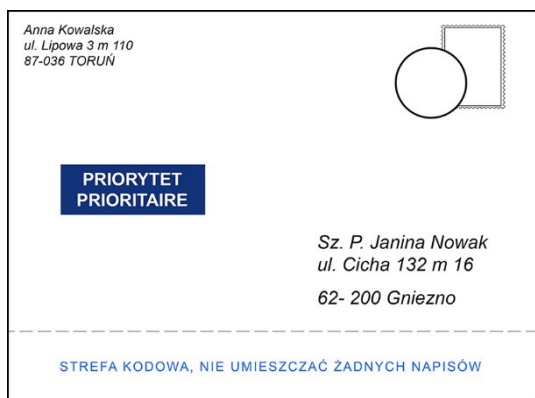 Anna Kowalska
ul. Lipowa 3 m 110
87-036 TORUŃ
PRIORYTET
PRIORITAIRE
Sz. P. Janina Nowak
ul. Cicha 132 m 16
62- 200 Gniezno
STREFA KODOWA, NIE UMIESZCZAĆ ŻADNYCH NAPISÓW